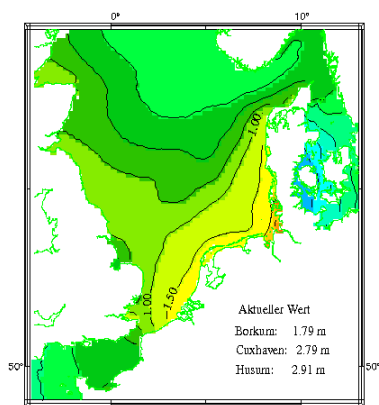 0° 10°
1.00
1.00
-1.50
Aktueller Wert
Borkum: 1.79 m
Cuxhaven: 2.79 m
Husum: 2.91 m
50° 50°